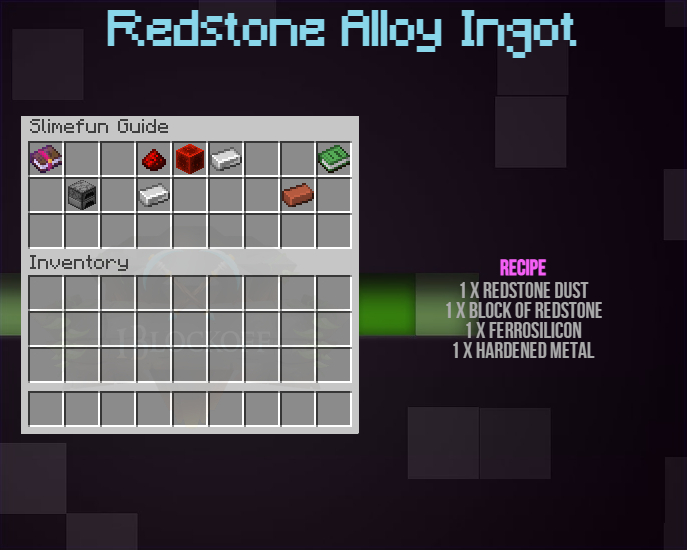 Redstone Alloy Ingot
Slimefun Guide
Inventory
RECIPE
1 X REDSTONE DUST
1 X BLOCK OF REDSTONE
1 X FERROSILICON
1 X HARDENED METAL